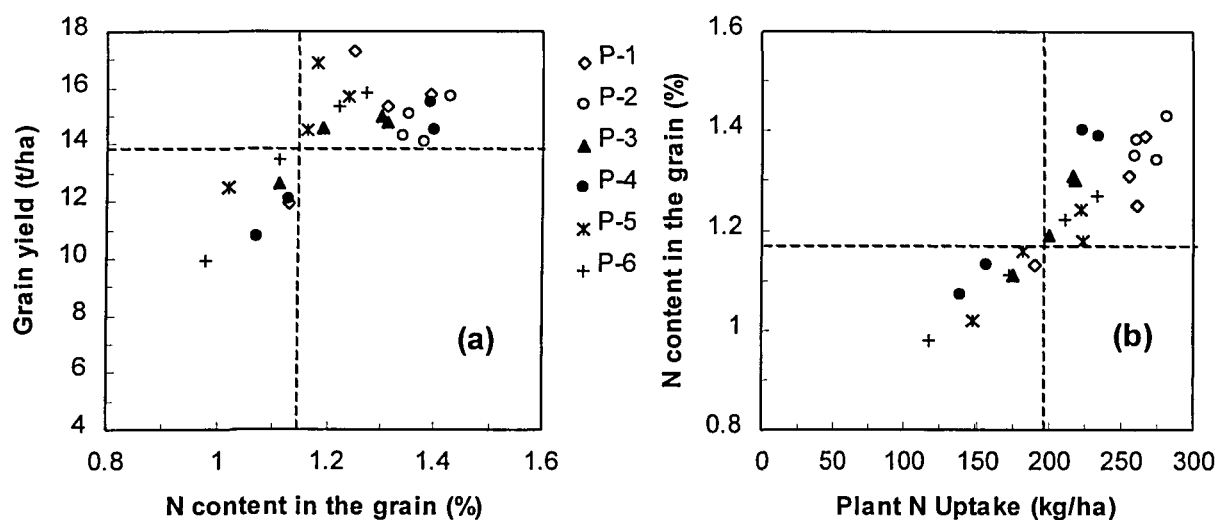 18
16
14
12
10
8
6
4
Grain yield (t/ha)
0.8
1
1.2
1.4
1.6
N content in the grain (%)
(a)
P-1
P-2
P-3
P-4
P-5
P-6
1.6
1.4
1.2
1
0.8
N content in the grain (%)
0
50
100
150
200
250
300
Plant N Uptake (kg/ha)
(b)